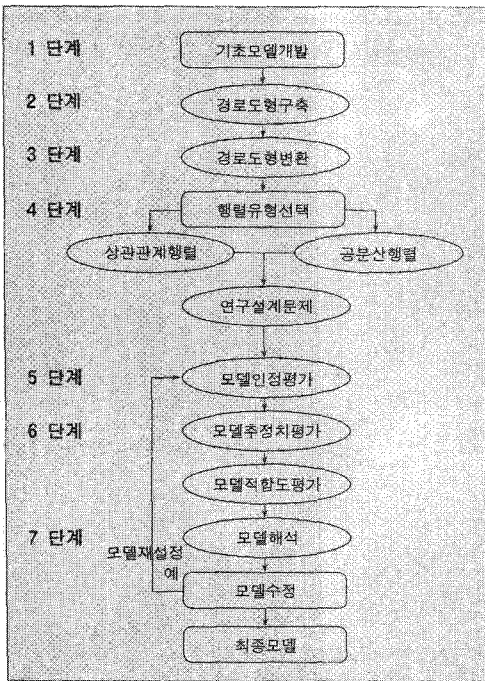 1 단계
기초모델개발
2 단계
경로도형구축
3 단계
경로도형변환
4 단계
행렬유형선택
상관관계행렬
공분산행렬
연구설계문제
5 단계
모델인정평가
6 단계
모델추정치평가
모델적합도평가
7 단계
모델해석
모델재설정
예
모델수정
최종모델